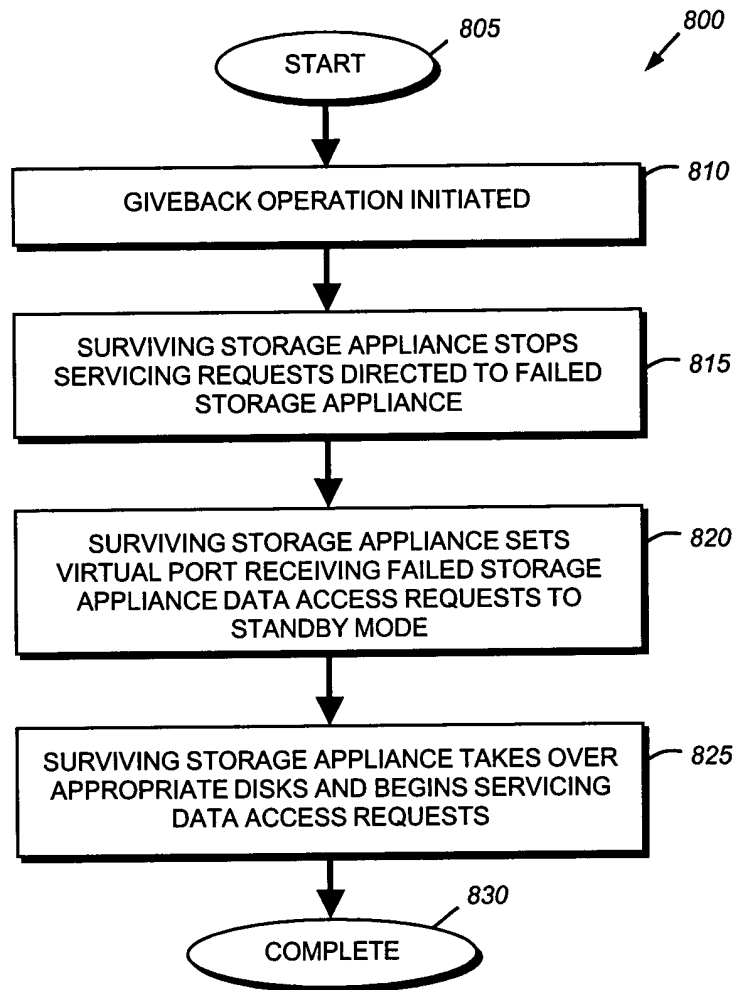 805
800
START
810
GIVEBACK OPERATION INITIATED
SURVIVING STORAGE APPLIANCE STOPS
SERVICING REQUESTS DIRECTED TO FAILED
STORAGE APPLIANCE
815
SURVIVING STORAGE APPLIANCE SETS
VIRTUAL PORT RECEIVING FAILED STORAGE
APPLIANCE DATA ACCESS REQUESTS TO
STANDBY MODE
820
SURVIVING STORAGE APPLIANCE TAKES OVER
APPROPRIATE DISKS AND BEGINS SERVICING
DATA ACCESS REQUESTS
825
830
COMPLETE